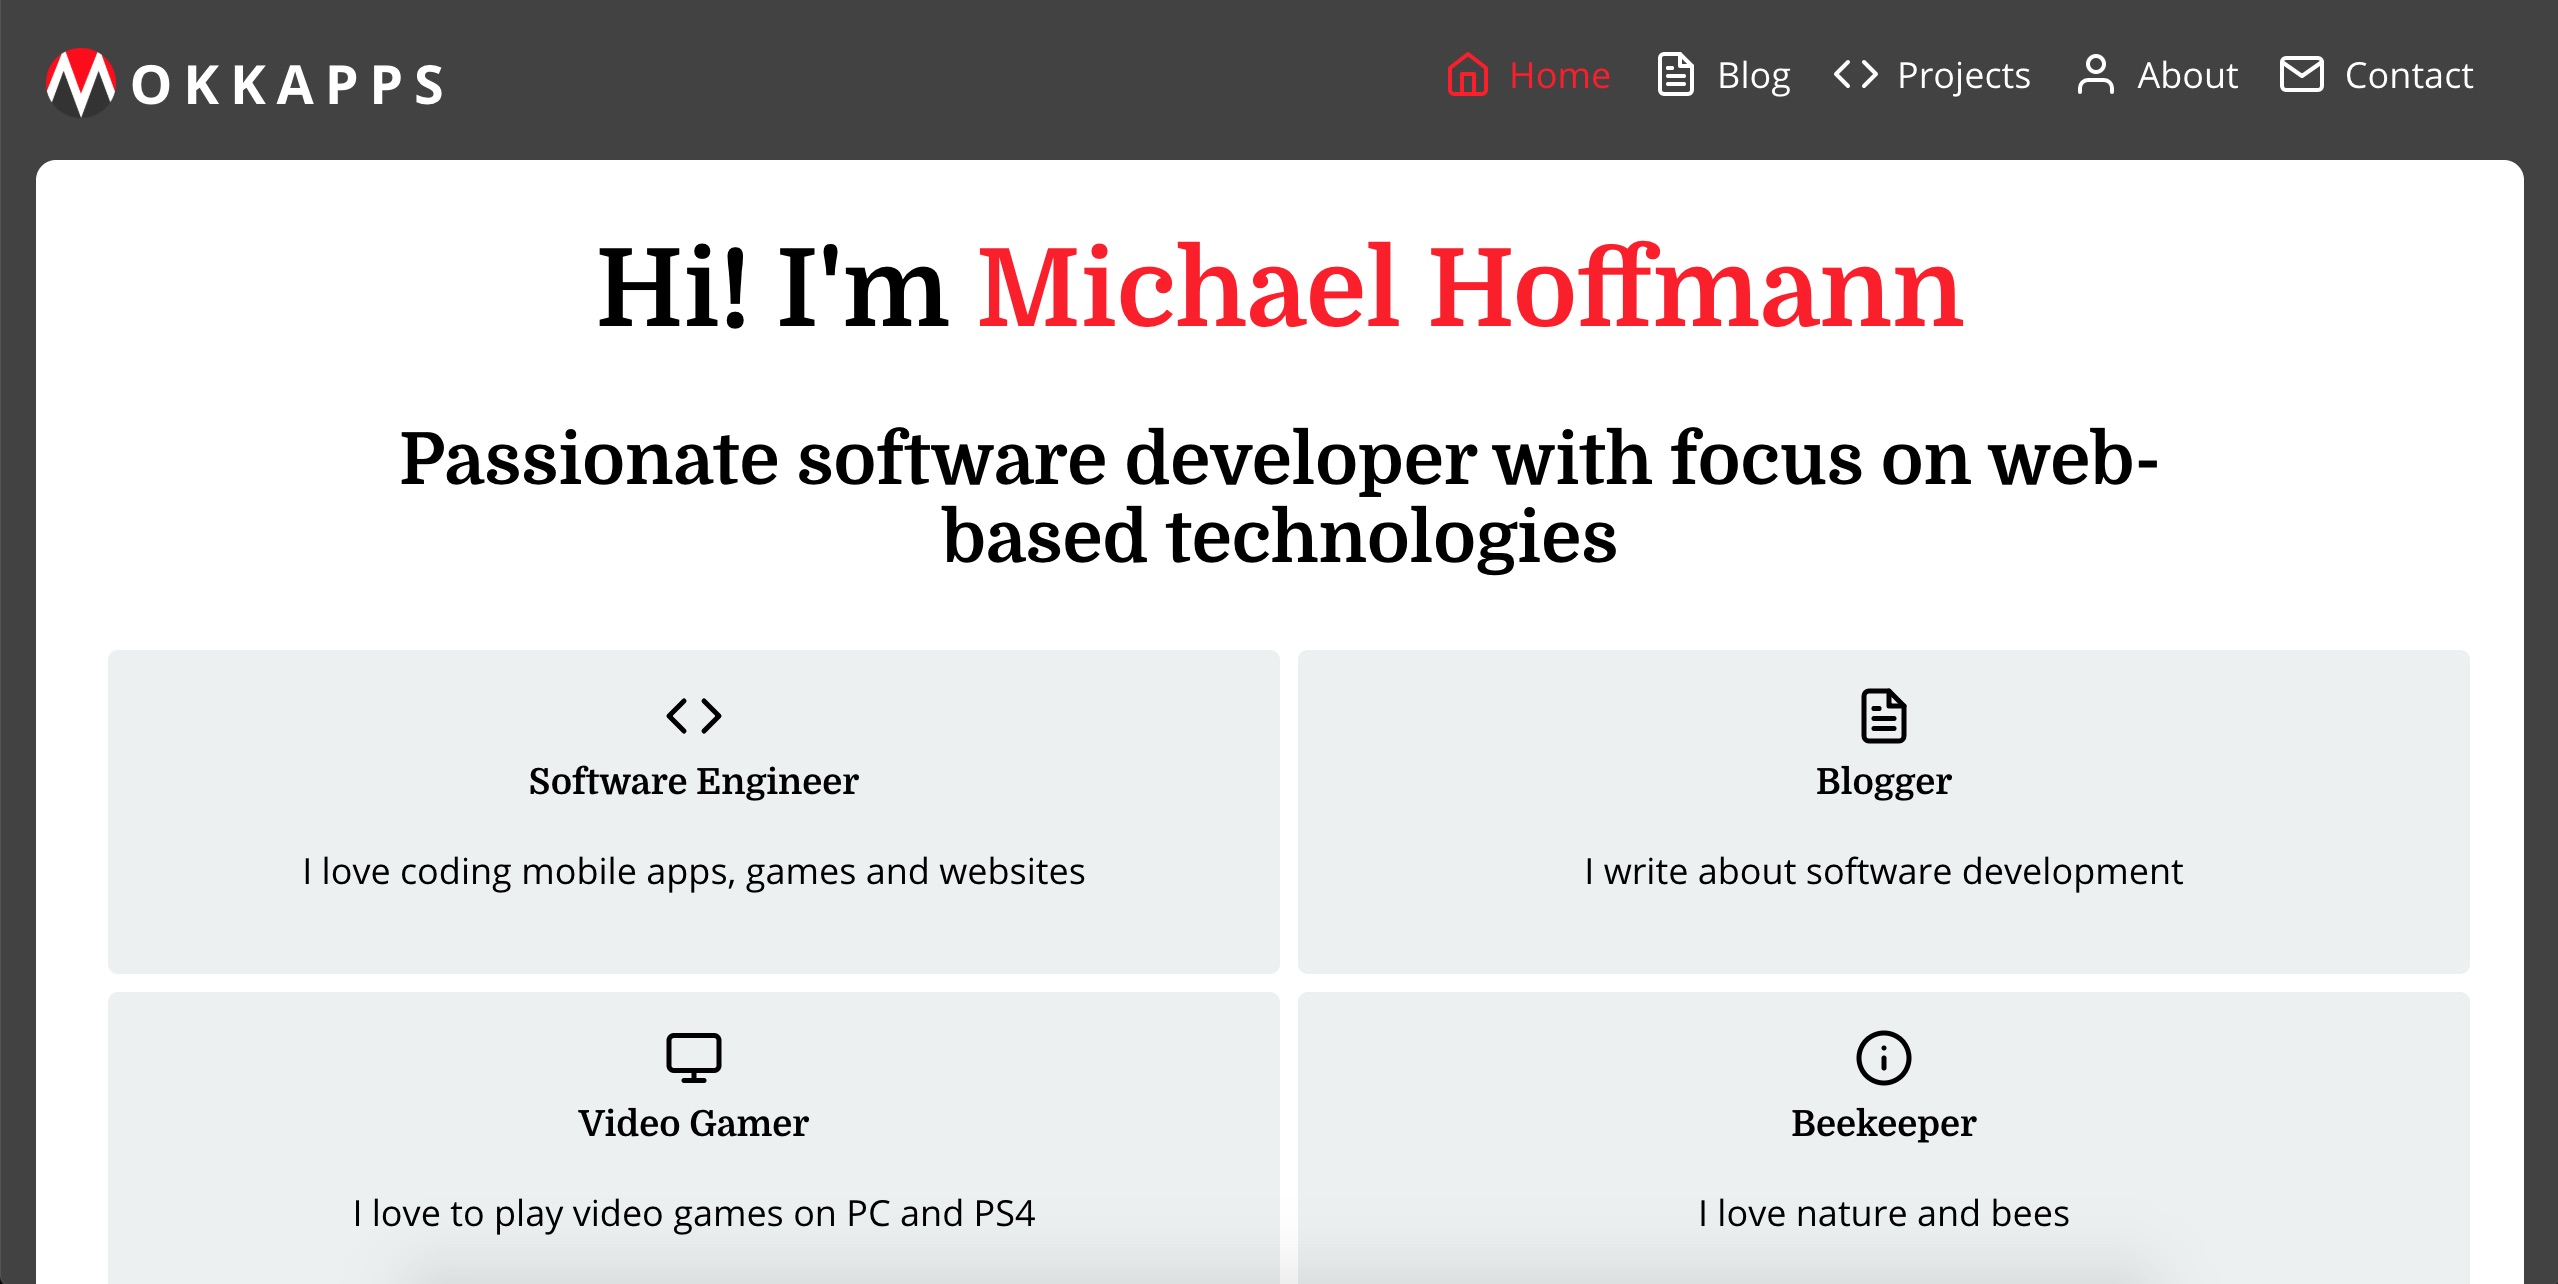 MOKKAPPS
Home Blog Projects About Contact
Hi! I'm Michael Hoffmann
Passionate software developer with focus on web-
based technologies
Software Engineer
I love coding mobile apps, games and websites
Blogger
I write about software development
Video Gamer
I love to play video games on PC and PS4
Beekeeper
I love nature and bees